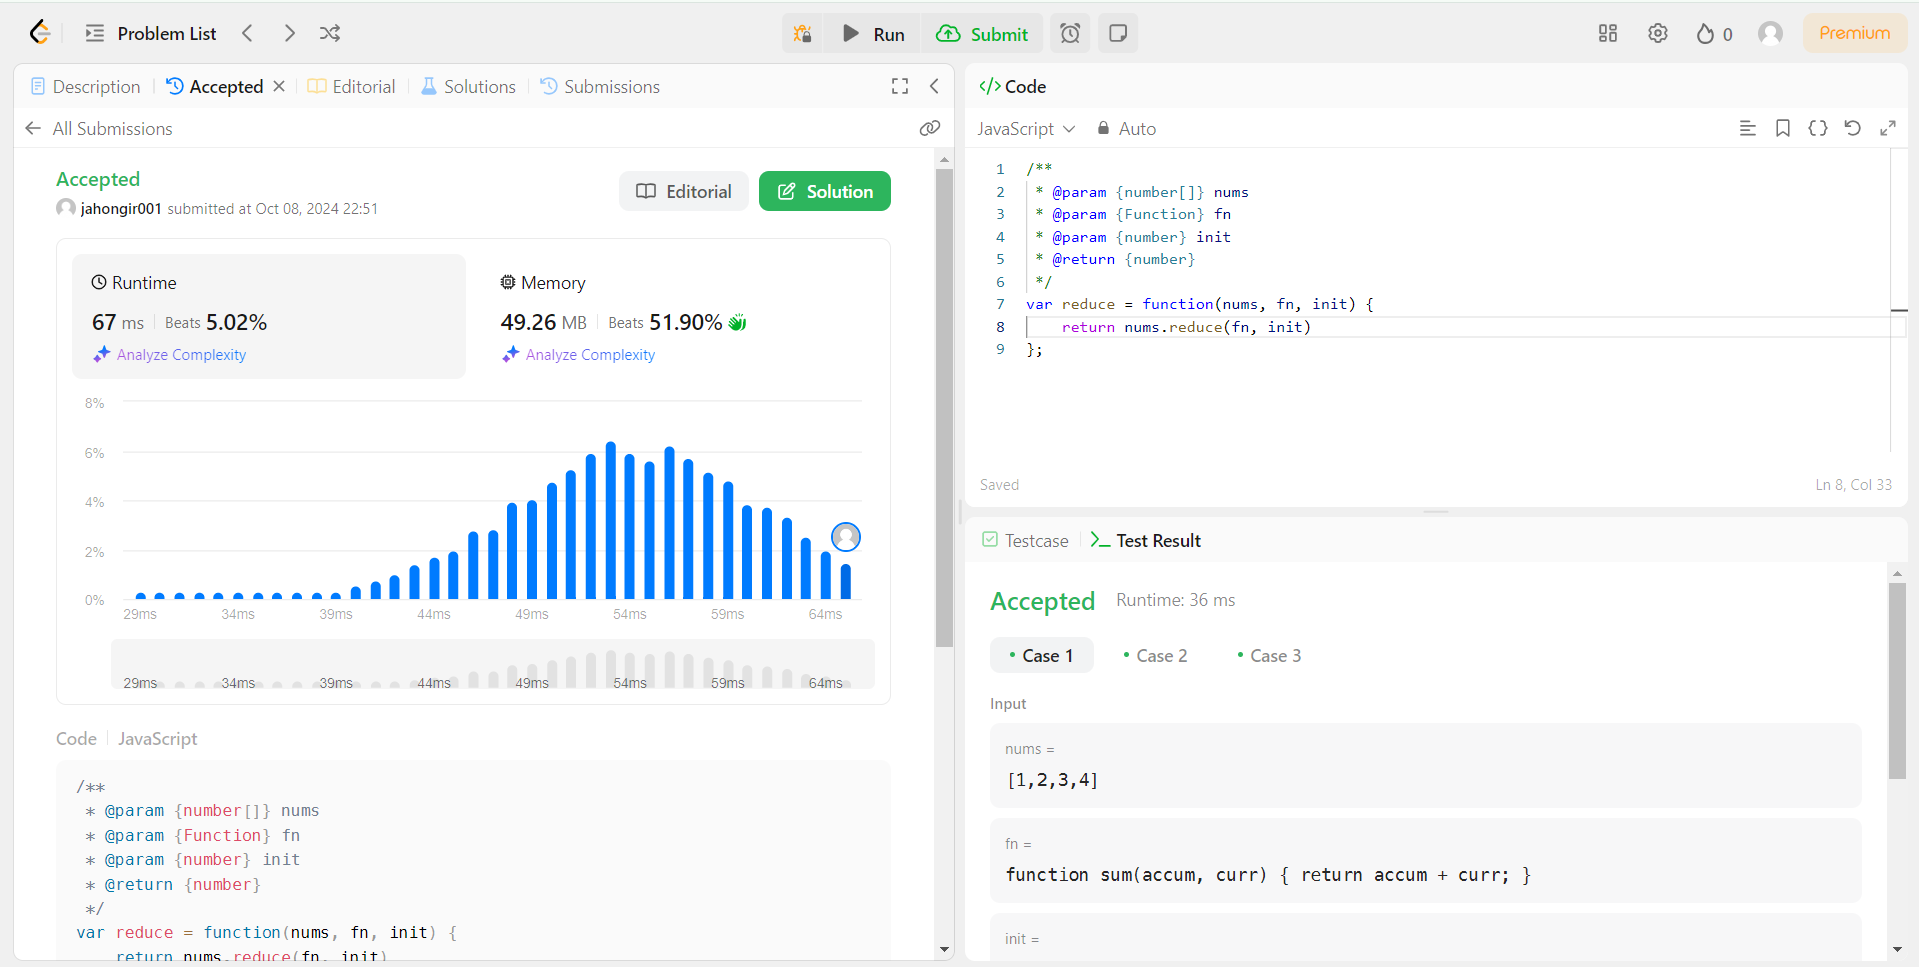 Problem List
Run
Submit
0
Premium
Description
Accepted
Editorial
Solutions
Submissions
All Submissions
Accepted
jahongir001 submitted at Oct 08, 2024 22:51
Editorial
Solution
Runtime
67 ms
Beats 5.02%
Analyze Complexity
Memory
49.26 MB
Beats 51.90%
Analyze Complexity
8%
6%
4%
2%
0%
29ms 34ms 39ms 44ms 49ms 54ms 59ms 64ms
29ms 34ms 39ms 44ms 49ms 54ms 59ms 64ms
Code
JavaScript
/**
* @param {number[]} nums
* @param {Function} fn
* @param {number} init
* @return {number}
*/
var reduce = function(nums, fn, init) {
return nums.reduce(fn, init)
</> Code
JavaScript
Auto
1 /**
2 * @param {number[]} nums
3 * @param {Function} fn
4 * @param {number} init
5 * @return {number}
6 */
7 var reduce = function(nums, fn, init) {
8 return nums.reduce(fn, init)
9 };
Saved
Ln 8, Col 33
Testcase
Test Result
Accepted
Runtime: 36 ms
• Case 1
• Case 2
• Case 3
Input
nums =
[1,2,3,4]
fn =
function sum(accum, curr) { return accum + curr; }
init =